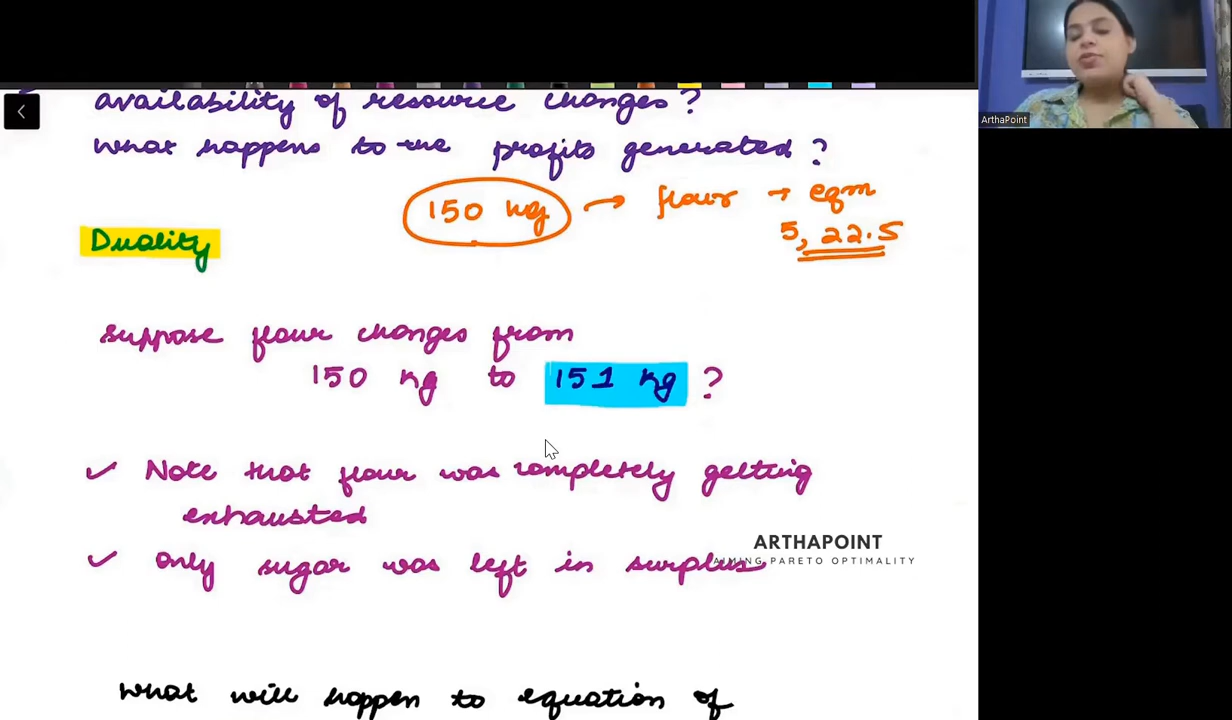 availability of resource changes?
what happens to the profits generated?
150 kg → flour → eqm
5, 22.5
Duality
suppose flour changes from
150 kg to 151 kg ?
✓ Note that flour was completely getting
exhausted
✓ Only sugar was left in surplus
ARTHAPOINT
AIMING PARETO OPTIMALITY
what will happen to equation of
ArthaPoint